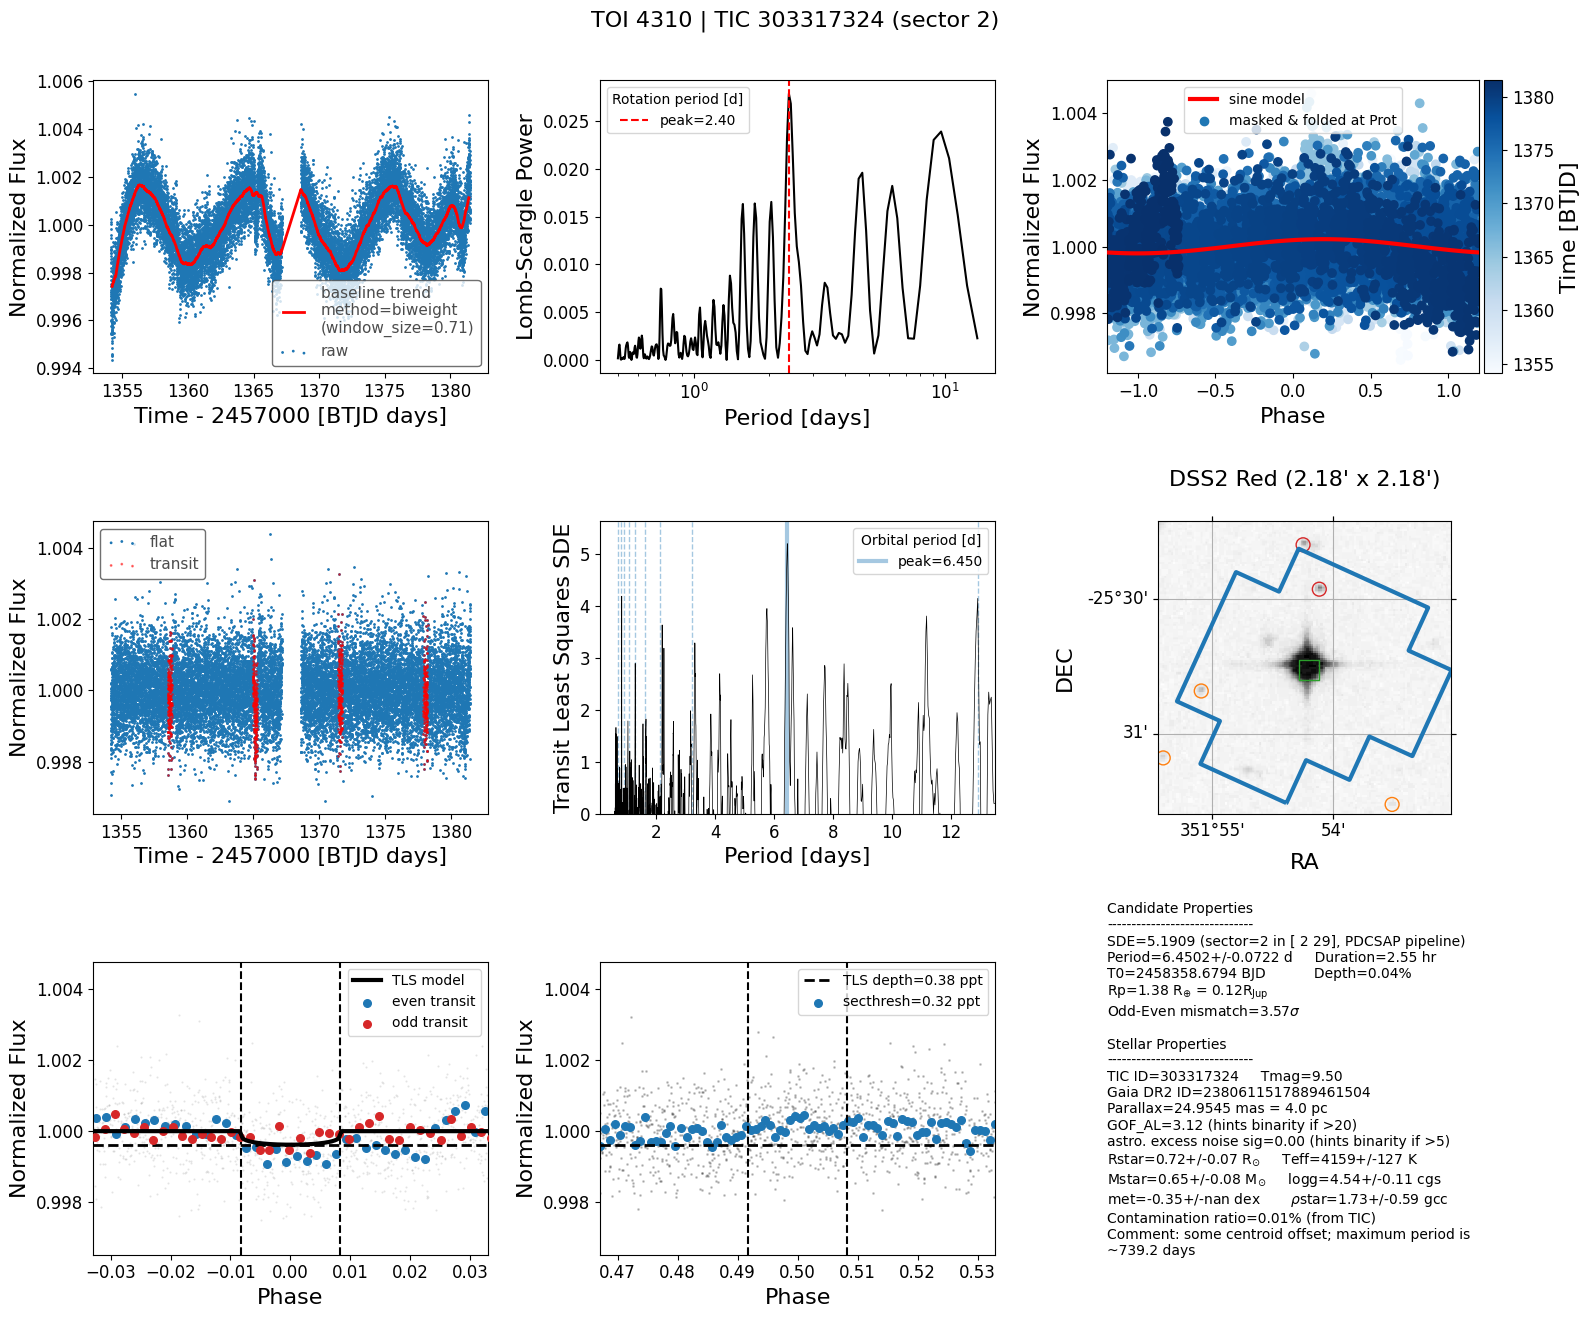 TOI 4310 | TIC 303317324 (sector 2)
Normalized Flux
1.006
1.004
1.002
1.000
0.998
0.996
0.994
baseline trend
method=biweight
(window_size=0.71)
raw
1355 1360 1365 1370 1375 1380
Time - 2457000 [BTJD days]
Lomb-Scargle Power
0.025
0.020
0.015
0.010
0.005
0.000
Rotation period [d]
peak=2.40
10⁰ 10¹
Period [days]
Normalized Flux
1.004
1.002
1.000
0.998
sine model
masked & folded at Prot
−1.0 −0.5 0.0 0.5 1.0
Phase
1380
1375
1370
1365
1360
1355
Time [BTJD]
Normalized Flux
1.004
1.002
1.000
0.998
flat
transit
1355 1360 1365 1370 1375 1380
Time - 2457000 [BTJD days]
Transit Least Squares SDE
5
4
3
2
1
0
Orbital period [d]
peak=6.450
2 4 6 8 10 12
Period [days]
DSS2 Red (2.18' x 2.18')
DEC
-25°30'
31'
351°55' 54'
RA
Normalized Flux
1.004
1.002
1.000
0.998
TLS model
even transit
odd transit
−0.03 −0.02 −0.01 0.00 0.01 0.02 0.03
Phase
Normalized Flux
1.004
1.002
1.000
0.998
TLS depth=0.38 ppt
secthresh=0.32 ppt
0.47 0.48 0.49 0.50 0.51 0.52 0.53
Phase
Candidate Properties
-------------------------------
SDE=5.1909 (sector=2 in [ 2 29], PDCSAP pipeline)
Period=6.4502+/-0.0722 d Duration=2.55 hr
T0=2458358.6794 BJD Depth=0.04%
Rp=1.38 R⊕ = 0.12RJup
Odd-Even mismatch=3.57σ
Stellar Properties
-------------------------------
TIC ID=303317324 Tmag=9.50
Gaia DR2 ID=2380611517889461504
Parallax=24.9545 mas = 4.0 pc
GOF_AL=3.12 (hints binarity if >20)
astro. excess noise sig=0.00 (hints binarity if >5)
Rstar=0.72+/-0.07 R⊙ Teff=4159+/-127 K
Mstar=0.65+/-0.08 M⊙ logg=4.54+/-0.11 cgs
met=-0.35+/-nan dex ρstar=1.73+/-0.59 gcc
Contamination ratio=0.01% (from TIC)
Comment: some centroid offset; maximum period is
~739.2 days